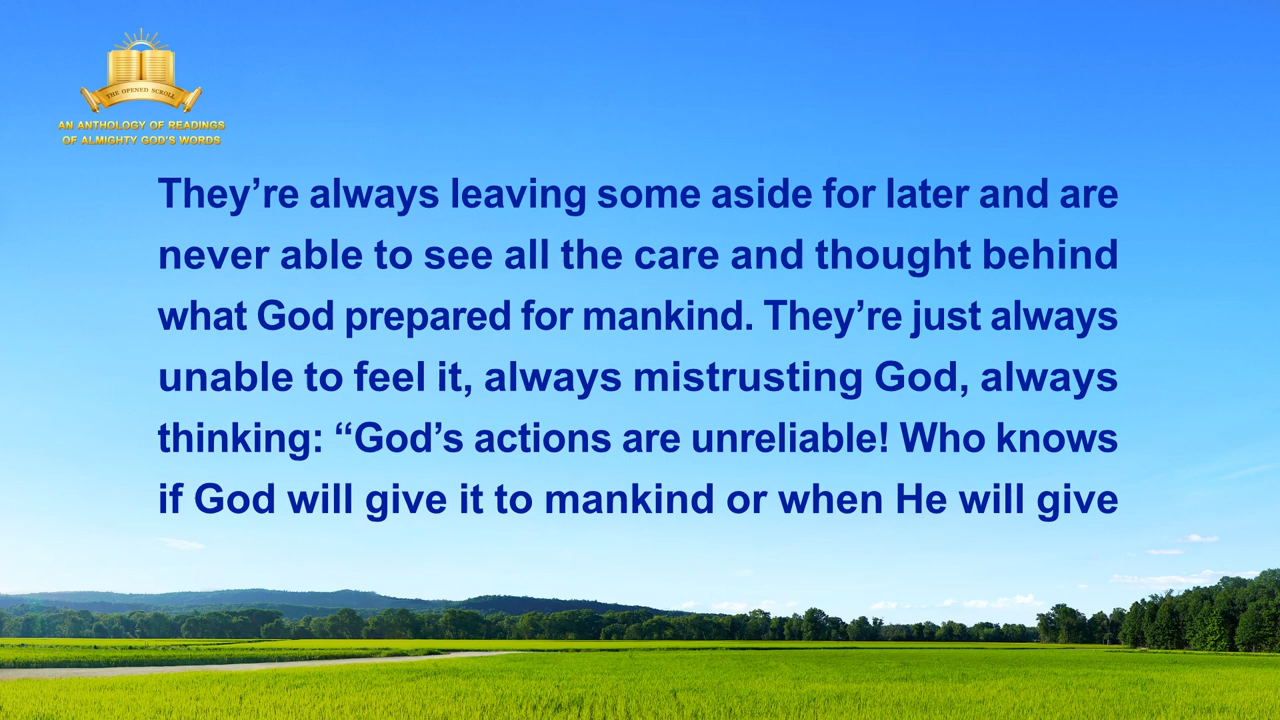 THE OPENED SCROLL
AN ANTHOLOGY OF READINGS
OF ALMIGHTY GOD'S WORDS
They’re always leaving some aside for later and are
never able to see all the care and thought behind
what God prepared for mankind. They’re just always
unable to feel it, always mistrusting God, always
thinking: “God’s actions are unreliable! Who knows
if God will give it to mankind or when He will give